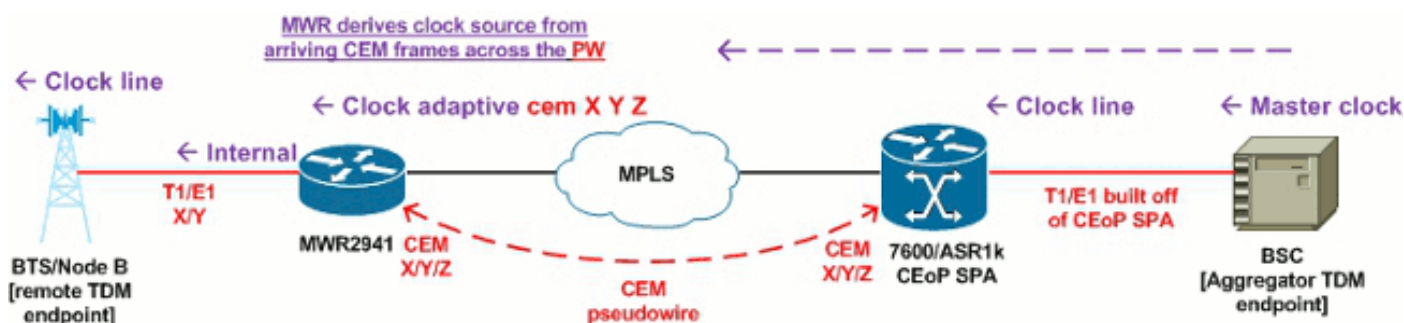 MWR derives clock source from
arriving CEM frames across the PW
← Clock line
← Clock adaptive cem X Y Z
← Clock line
← Master clock
← Internal
MPLS
T1/E1
X/Y
T1/E1 built off
of CEoP SPA
MWR2941
CEM
X/Y/Z
CEM
X/Y/Z
7600/ASR1k
CEoP SPA
BTS/Node B
[remote TDM
endpoint]
CEM
pseudowire
BSC
[Aggregator TDM
endpoint]